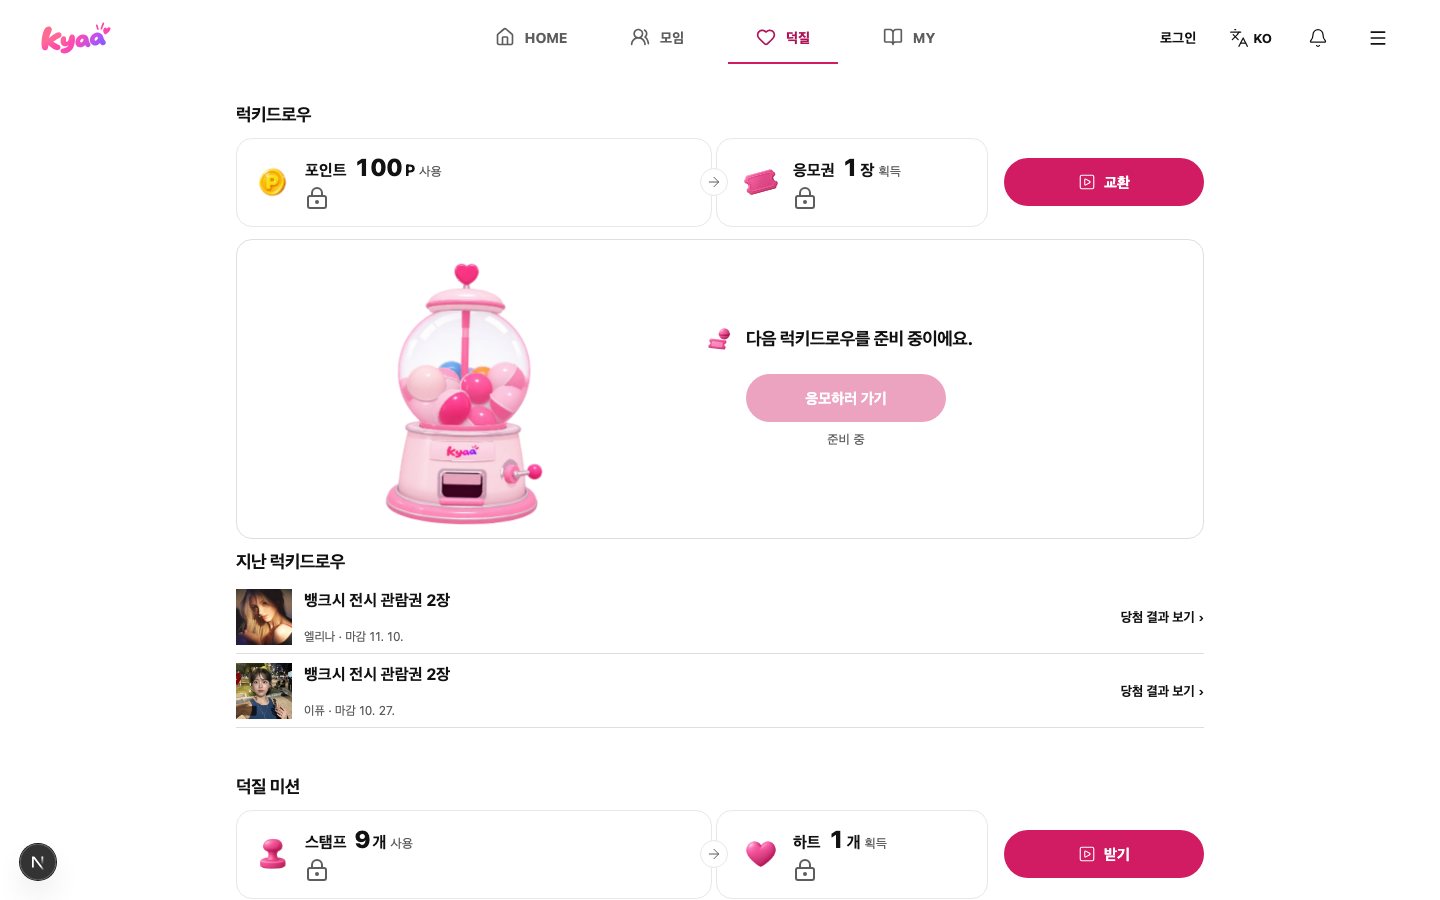 kyaa
HOME
모임
덕질
MY
로그인
KO
럭키드로우
포인트 100 P 사용
응모권 1 장 획득
교환
kyaa
다음 럭키드로우를 준비 중이에요.
응모하러 가기
준비 중
지난 럭키드로우
뱅크시 전시 관람권 2장
엘리나 · 마감 11. 10.
당첨 결과 보기 ›
뱅크시 전시 관람권 2장
이퓨 · 마감 10. 27.
당첨 결과 보기 ›
덕질 미션
스탬프 9 개 사용
하트 1 개 획득
받기
N